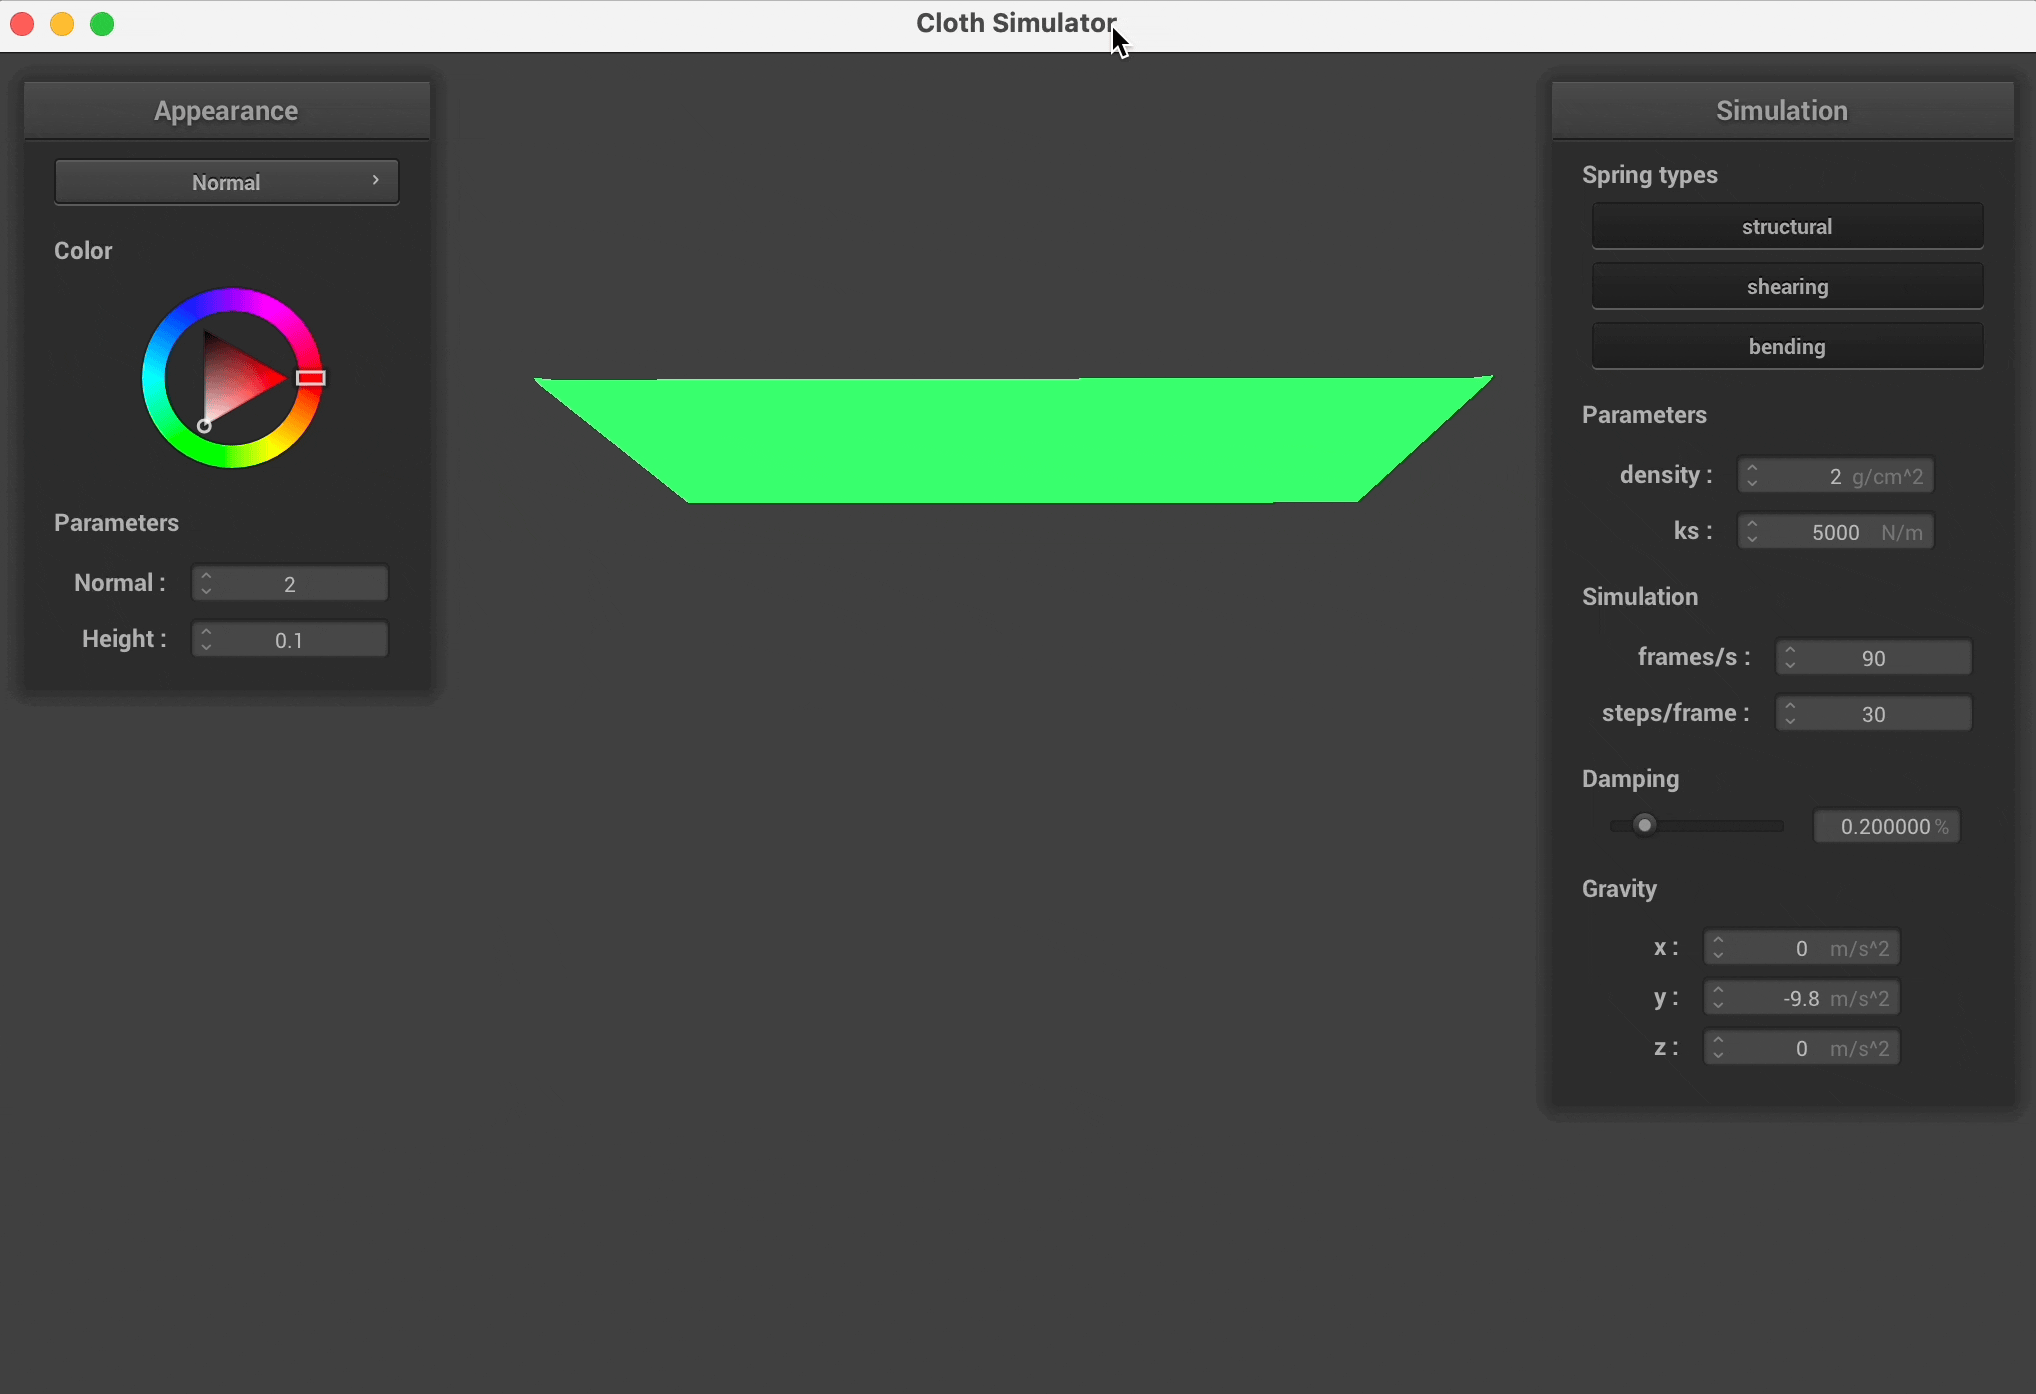 Cloth Simulator
Appearance
Normal
Color
Parameters
Normal : 2
Height : 0.1
Simulation
Spring types
structural
shearing
bending
Parameters
density : 2 g/cm^2
ks : 5000 N/m
Simulation
frames/s : 90
steps/frame : 30
Damping
0.200000 %
Gravity
x : 0 m/s^2
y : -9.8 m/s^2
z : 0 m/s^2